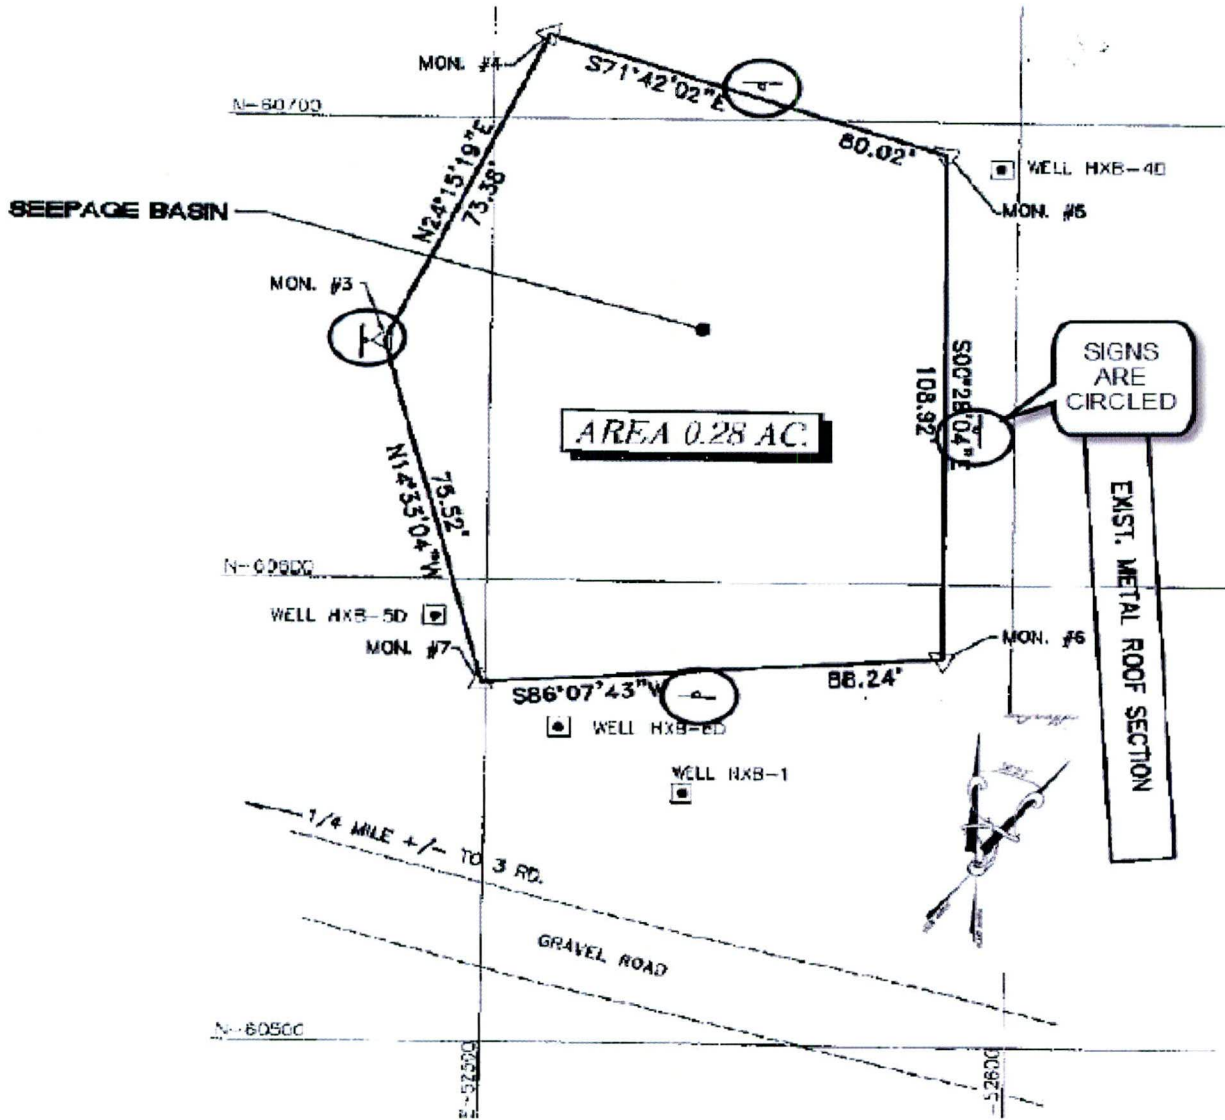 MON. #4
S71°42'02"E
80.02'
N-60700
WELL HXB-4D
MON. #5
N24°15'19"E
73.38'
SEEPAGE BASIN
MON. #3
SIGNS
ARE
CIRCLED
S00°28'04"E
108.92'
AREA 0.28 AC.
75.52'
N14°33'04"W
EXIST. METAL ROOF SECTION
N-60600
WELL HXB-5D
MON. #7
MON. #6
S86°07'43"W
88.24'
WELL HXB-6D
WELL HXB-1
1/4 MILE +/- TO 3 RD.
GRAVEL ROAD
N-60500
E-52500
-52600